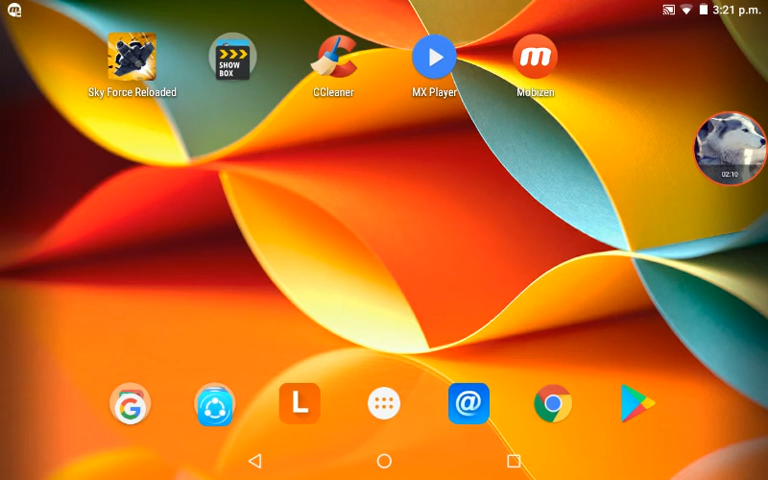 3:21 p.m.
SHOW
BOX
Sky Force Reloaded
CCleaner
MX Player
Mobizen
02:10
G
L
@